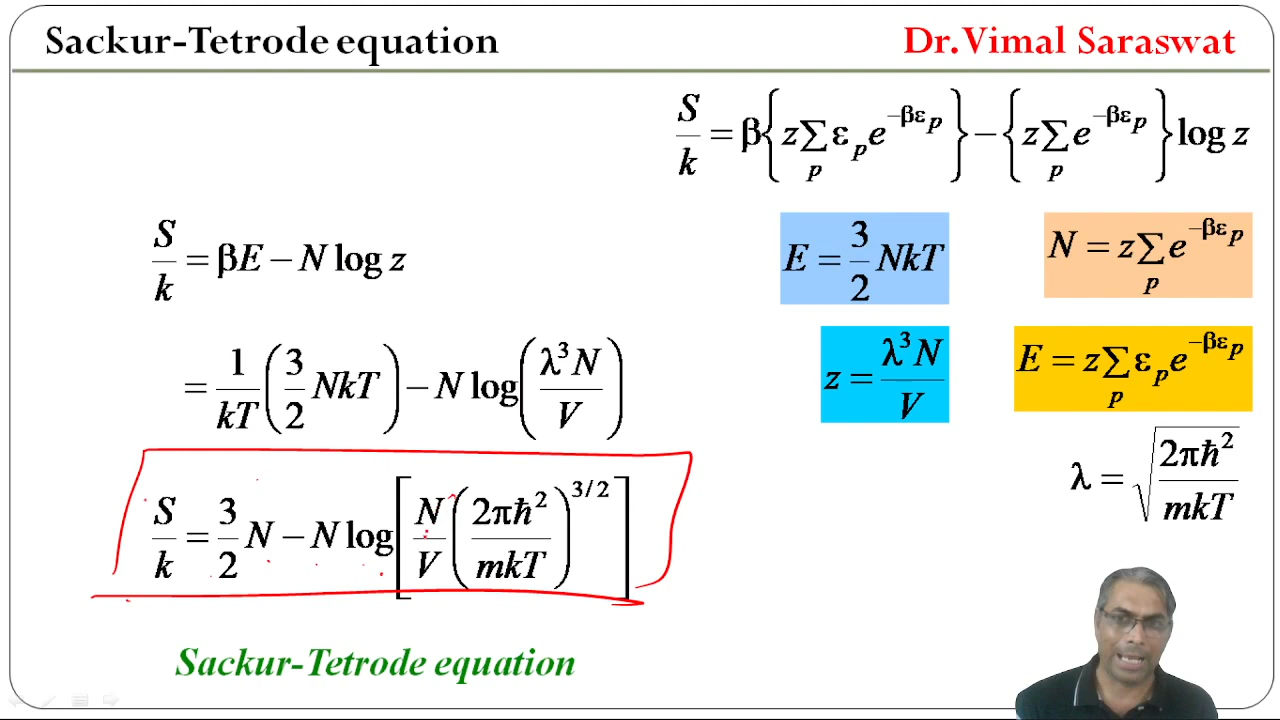 Sackur-Tetrode equation
Dr. Vimal Saraswat
S/k = β{z∑_p ε_p e^{−βε_p}} − {z∑_p e^{−βε_p}} log z
S/k = βE − N log z
E = 3/2 NkT
N = z∑_p e^{−βε_p}
= 1/kT (3/2 NkT) − N log(λ³N/V)
z = λ³N/V
E = z∑_p ε_p e^{−βε_p}
λ = √(2πħ²/mkT)
S/k = 3/2 N − N log[N/V (2πħ²/mkT)^{3/2}]
Sackur-Tetrode equation